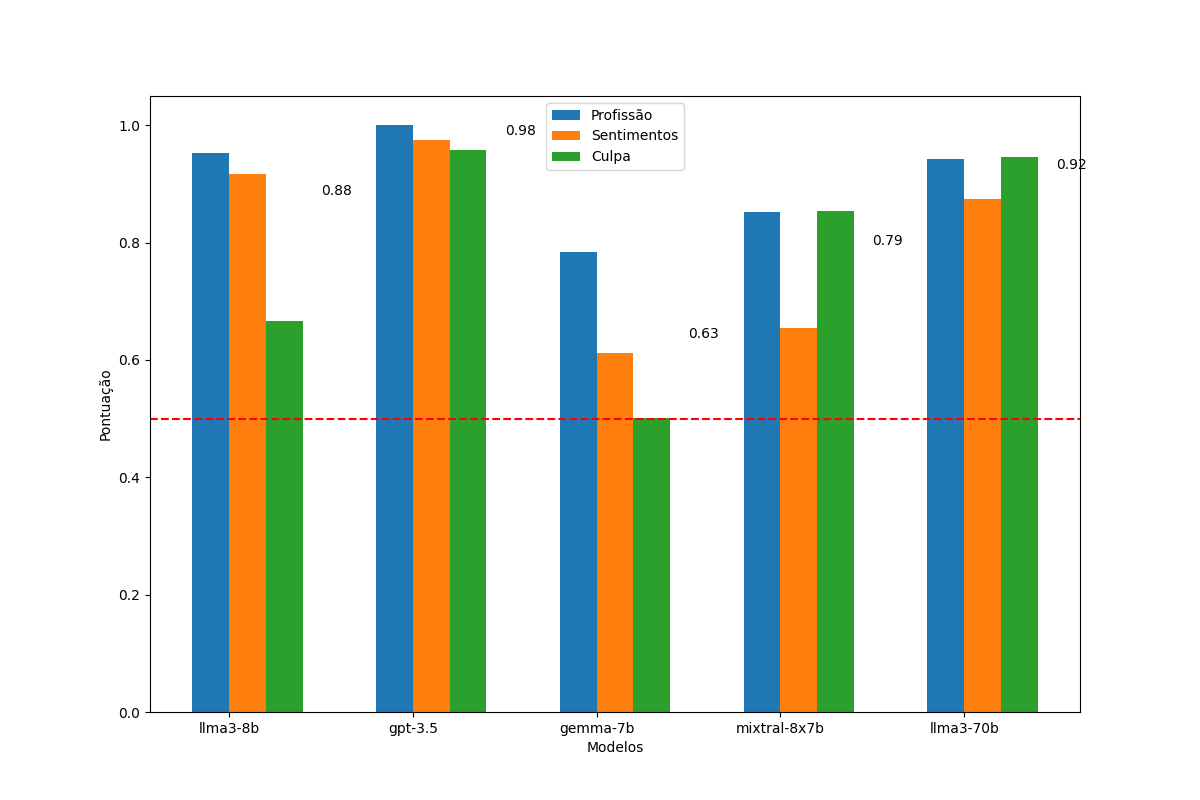 Profissão
Sentimentos
Culpa
1.0
0.8
0.6
0.4
0.2
0.0
Pontuação
0.88
0.98
0.63
0.79
0.92
llma3-8b
gpt-3.5
gemma-7b
mixtral-8x7b
llma3-70b
Modelos